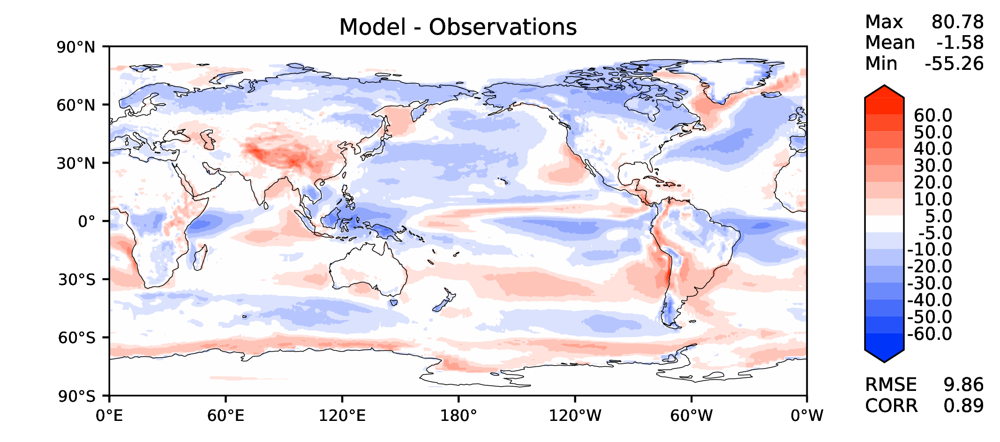 Model - Observations
Max 80.78
Mean -1.58
Min -55.26
90°N
60°N
30°N
0°
30°S
60°S
90°S
0°E 60°E 120°E 180° 120°W 60°W 0°W
60.0
50.0
40.0
30.0
20.0
10.0
5.0
-5.0
-10.0
-20.0
-30.0
-40.0
-50.0
-60.0
RMSE 9.86
CORR 0.89